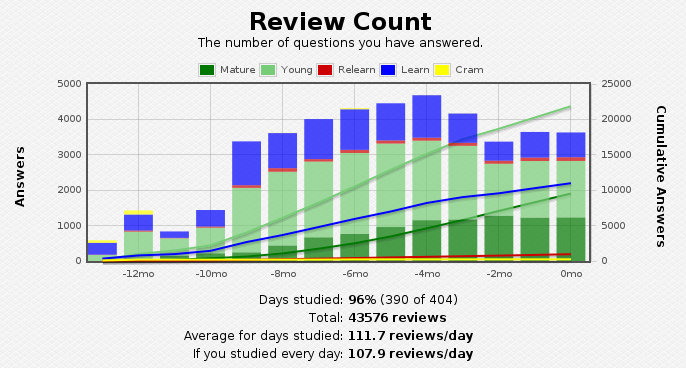 Review Count
The number of questions you have answered.
Mature Young Relearn Learn Cram
5000 25000
4000 20000
3000 15000
2000 10000
1000 5000
0 0
Answers
Cumulative Answers
-12mo -10mo -8mo -6mo -4mo -2mo 0mo
Days studied: 96% (390 of 404)
Total: 43576 reviews
Average for days studied: 111.7 reviews/day
If you studied every day: 107.9 reviews/day